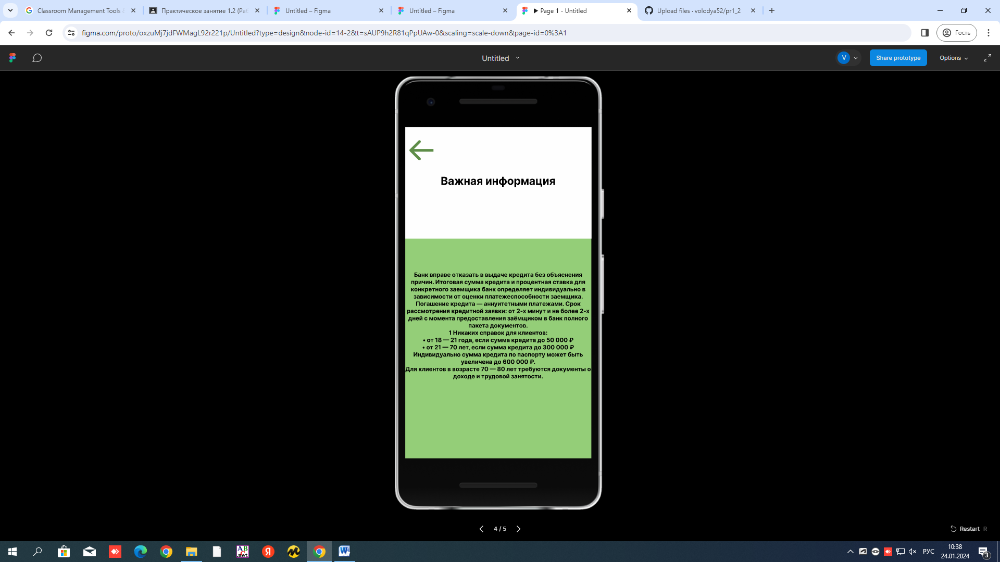 Classroom Management Tools &
Практическое занятие 1.2 (Раб
Untitled – Figma
Untitled – Figma
▶ Page 1 - Untitled
Upload files · volodya52/pr1_2
figma.com/proto/oxzuMj7jdFWMagL92r221p/Untitled?type=design&node-id=14-2&t=sAUP9h2R81qPpUAw-0&scaling=scale-down&page-id=0%3A1
Гость
Untitled
V
Share prototype
Options
Важная информация
Банк вправе отказать в выдаче кредита без объяснения
причин. Итоговая сумма кредита и процентная ставка для
конкретного заемщика банк определяет индивидуально в
зависимости от оценки платежеспособности заемщика.
Погашение кредита — аннуитетными платежами. Срок
рассмотрения кредитной заявки: от 2-х минут и не более 2-х
дней с момента предоставления заёмщиком в банк полного
пакета документов.
1 Никаких справок для клиентов:
• от 18 — 21 года, если сумма кредита до 50 000 ₽
• от 21 — 70 лет, если сумма кредита до 300 000 ₽
Индивидуально сумма кредита по паспорту может быть
увеличена до 600 000 ₽.
Для клиентов в возрасте 70 — 80 лет требуются документы о
доходе и трудовой занятости.
4 / 5
Restart R
ABC.net
Я
РУС
10:38
24.01.2024
3